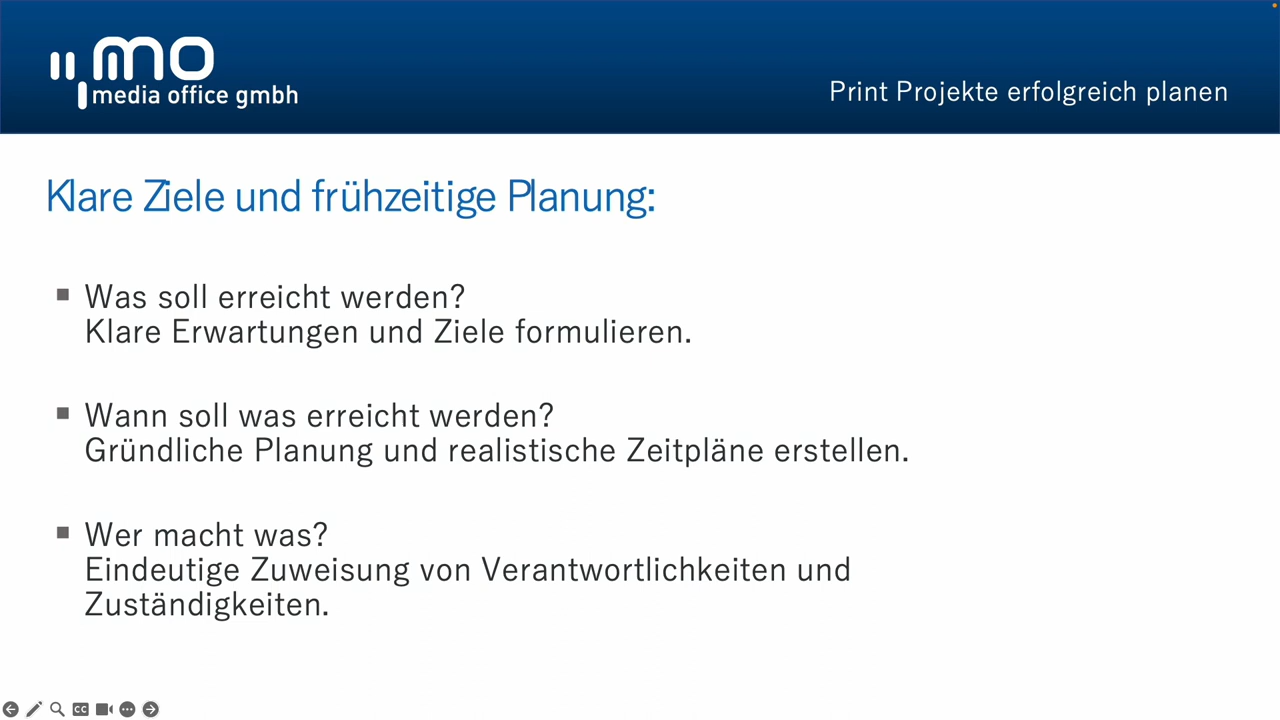 mo
media office gmbh
Print Projekte erfolgreich planen
Klare Ziele und frühzeitige Planung:
Was soll erreicht werden?
Klare Erwartungen und Ziele formulieren.
Wann soll was erreicht werden?
Gründliche Planung und realistische Zeitpläne erstellen.
Wer macht was?
Eindeutige Zuweisung von Verantwortlichkeiten und
Zuständigkeiten.
CC